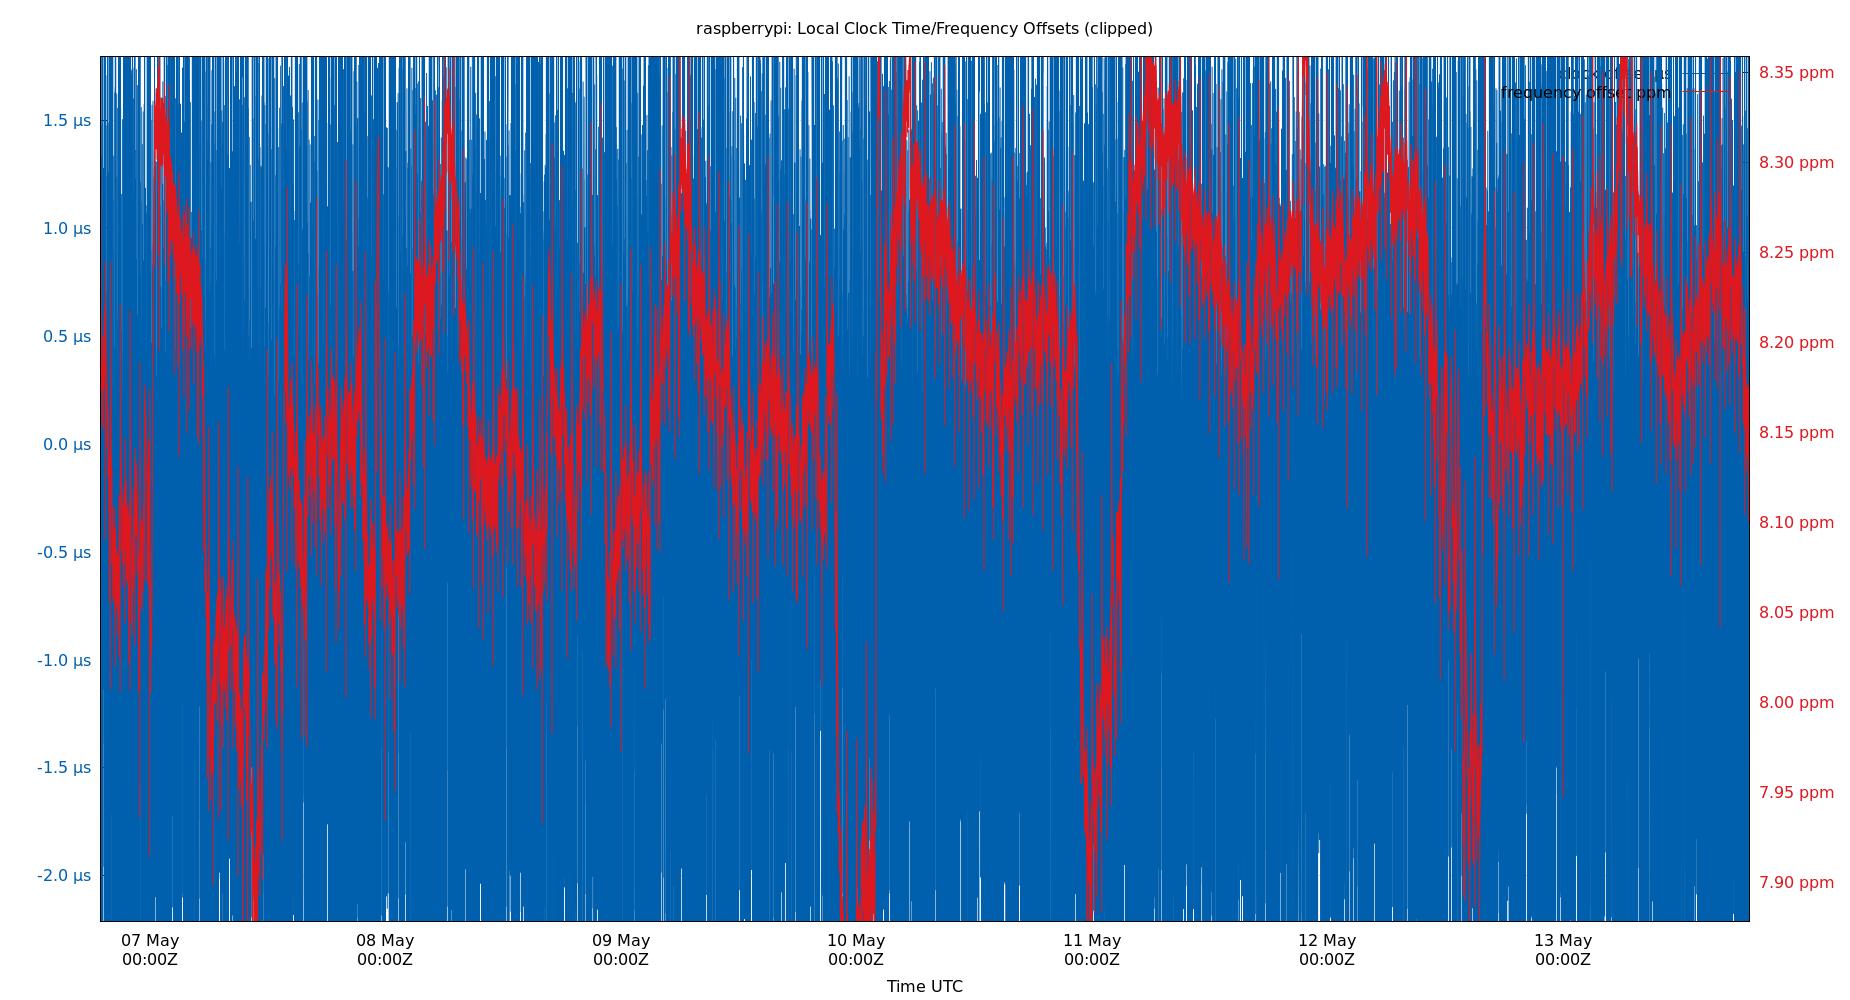 raspberrypi: Local Clock Time/Frequency Offsets (clipped)
clock offset µs
frequency offset ppm
1.5 µs
1.0 µs
0.5 µs
0.0 µs
-0.5 µs
-1.0 µs
-1.5 µs
-2.0 µs
8.35 ppm
8.30 ppm
8.25 ppm
8.20 ppm
8.15 ppm
8.10 ppm
8.05 ppm
8.00 ppm
7.95 ppm
7.90 ppm
07 May
00:00Z
08 May
00:00Z
09 May
00:00Z
10 May
00:00Z
11 May
00:00Z
12 May
00:00Z
13 May
00:00Z
Time UTC